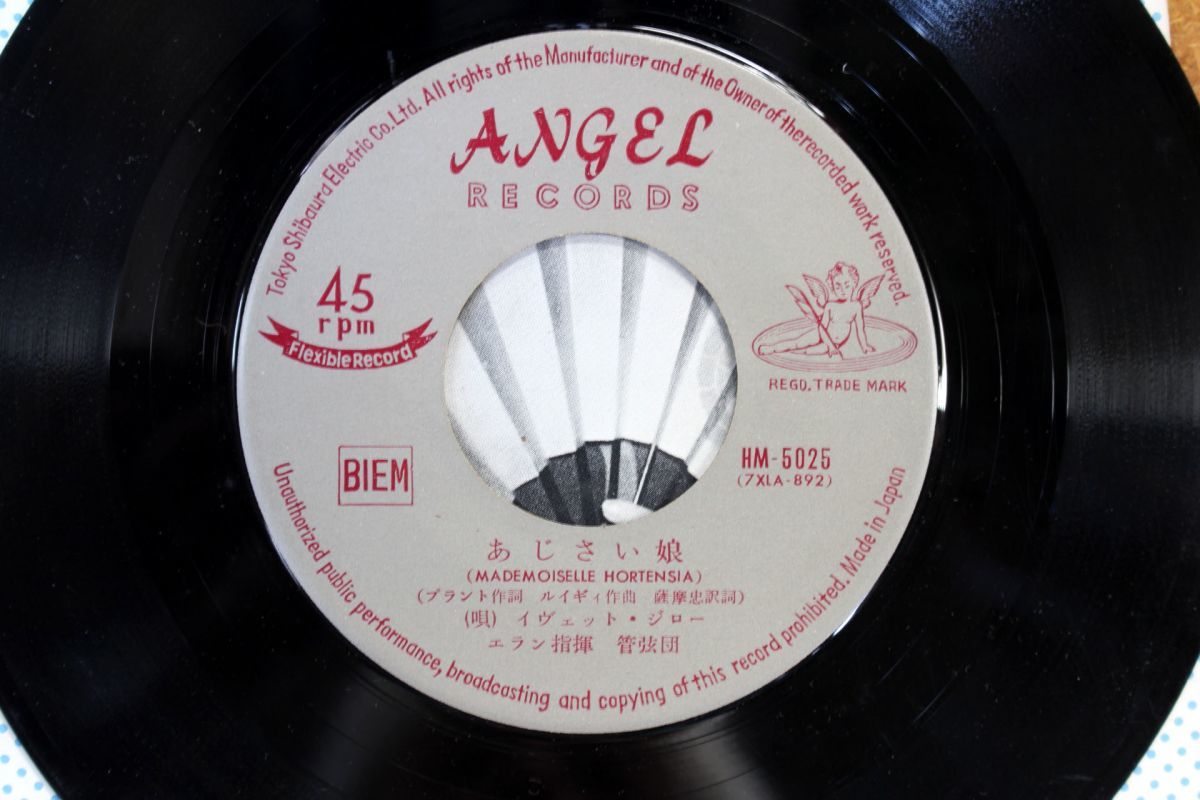 Tokyo Shibaura Electric Co.Ltd. All rights of the Manufacturer and of the Owner of therecorded work reserved.
ANGEL
RECORDS
45
rpm
Flexible Record
REGD. TRADE MARK
BIEM
HM-5025
(7XLA-892)
あじさい娘
(MADEMOISELLE HORTENSIA)
(プラント作詞 ルイギィ作曲 薩摩忠訳詞)
(唄) イヴェット・ジロー
エラン指揮 管弦団
Unauthorized public performance, broadcasting and copying of this record prohibited. Made in Japan